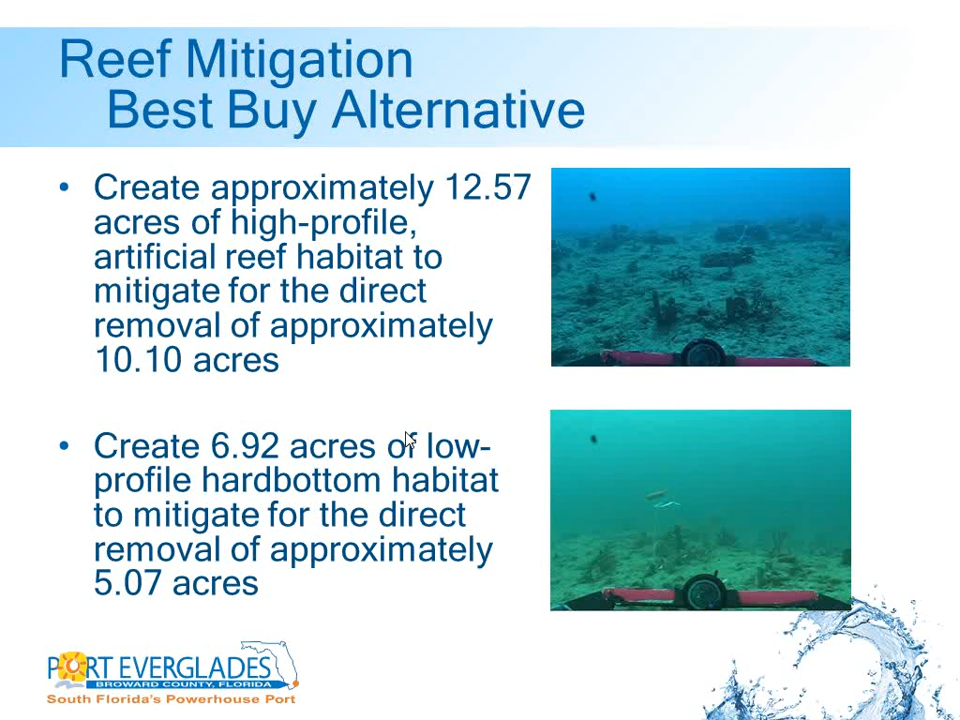 Reef Mitigation
Best Buy Alternative
• Create approximately 12.57
acres of high-profile,
artificial reef habitat to
mitigate for the direct
removal of approximately
10.10 acres
• Create 6.92 acres of low-
profile hardbottom habitat
to mitigate for the direct
removal of approximately
5.07 acres
PORT EVERGLADES
BROWARD COUNTY, FLORIDA
South Florida's Powerhouse Port